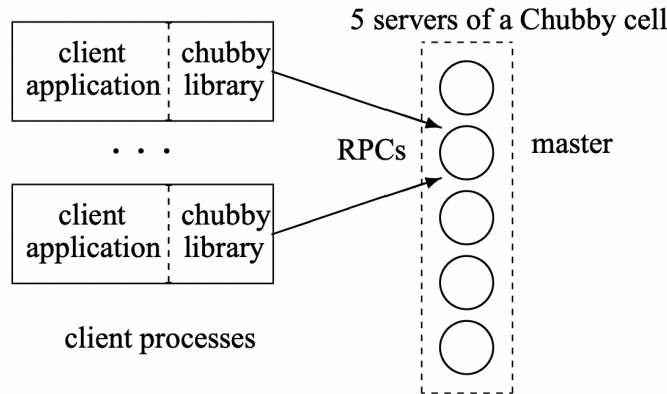 5 servers of a Chubby cell
client application
chubby library
. . .
RPCs
master
client application
chubby library
client processes